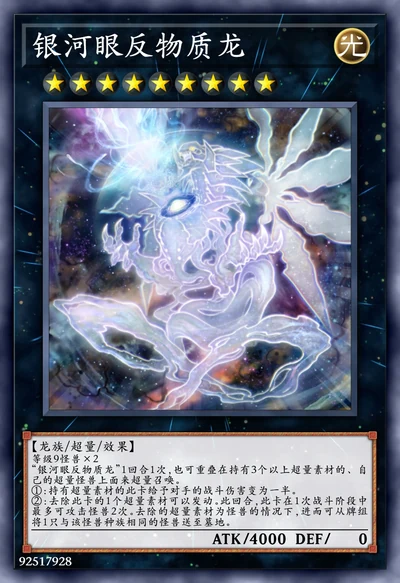 银河眼反物质龙
光
【龙族/超量/效果】
等级9怪兽×2
“银河眼反物质龙”1回合1次,也可重叠在持有3个以上超量素材的、自
己的超量怪兽上面来超量召唤。
①:持有超量素材的此卡给予对手的战斗伤害变为一半。
②:去除此卡的1个超量素材可以发动。此回合,此卡在1次战斗阶段中
最多可攻击怪兽2次。去除的超量素材为怪兽的情况下,进而可从牌组
将1只与该怪兽种族相同的怪兽送至墓地。
ATK/4000 DEF/ 0
92517928